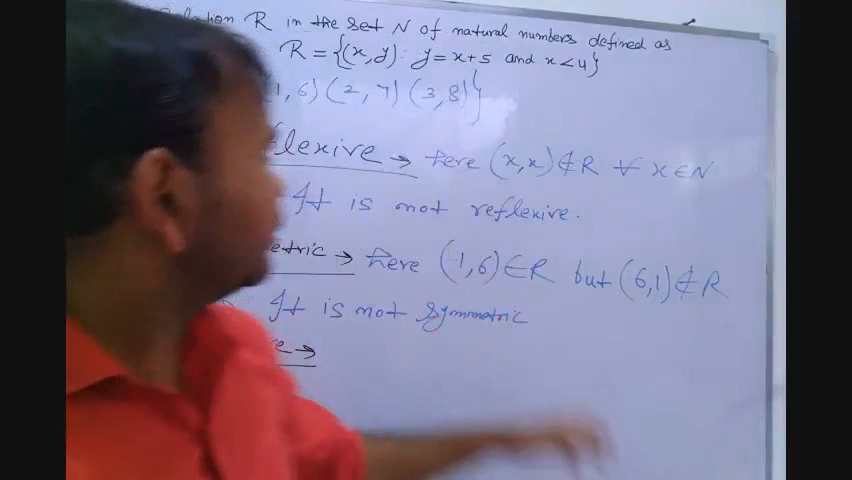 R in the set N of natural numbers defined as
R = {(x, y) : y = x + 5 and x < 4}
1, 6) (2, 7) (3, 8)}
flexive → here (x, x) ∉ R ∀ x ∈ N
It is not reflexive.
etric → here (1, 6) ∈ R but (6, 1) ∉ R
It is not symmetric
e →